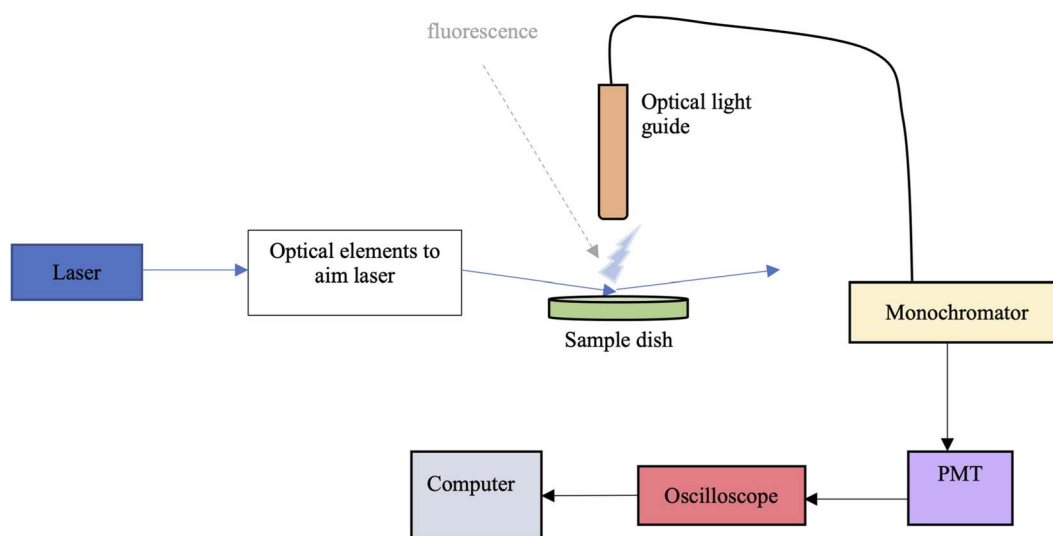 fluorescence
Optical light
guide
Laser
Optical elements to
aim laser
Sample dish
Monochromator
Computer
Oscilloscope
PMT